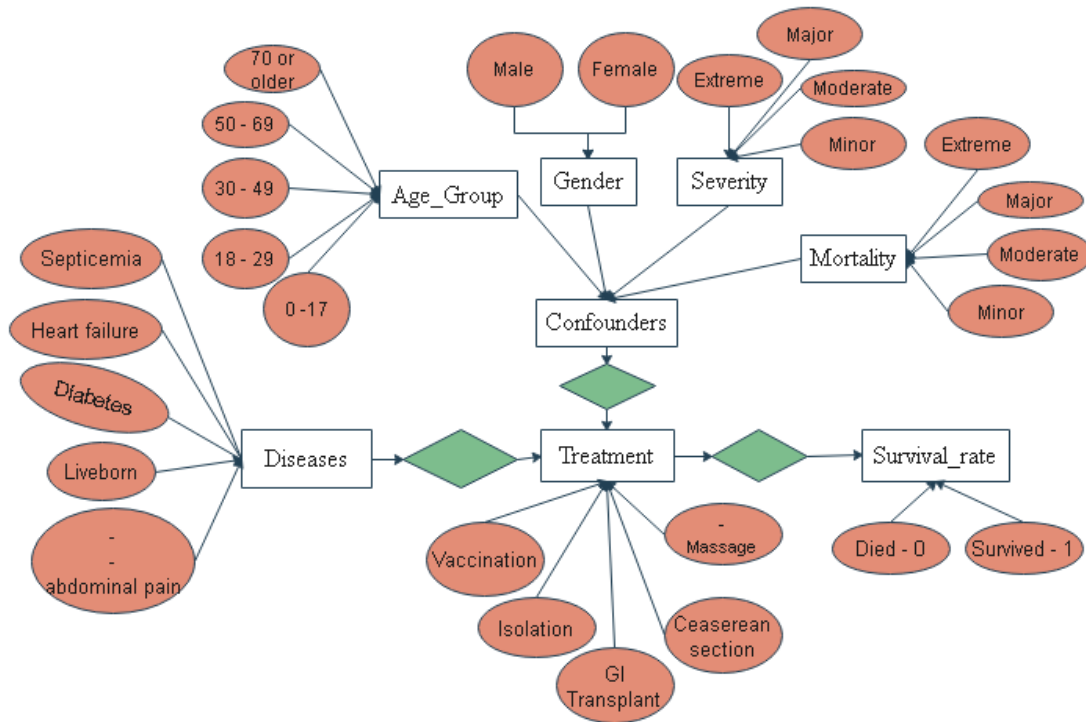 Major
Male
Female
70 or
older
Extreme
Moderate
50 - 69
Minor
Extreme
30 - 49
Age_Group
Gender
Severity
Major
18 - 29
Septicemia
Mortality
Moderate
0 -17
Minor
Heart failure
Confounders
Diabetes
Liveborn
Diseases
Treatment
Survival_rate
-
-
abdominal pain
Vaccination
-
Massage
Died - 0
Survived - 1
Isolation
Ceaserean
section
GI
Transplant